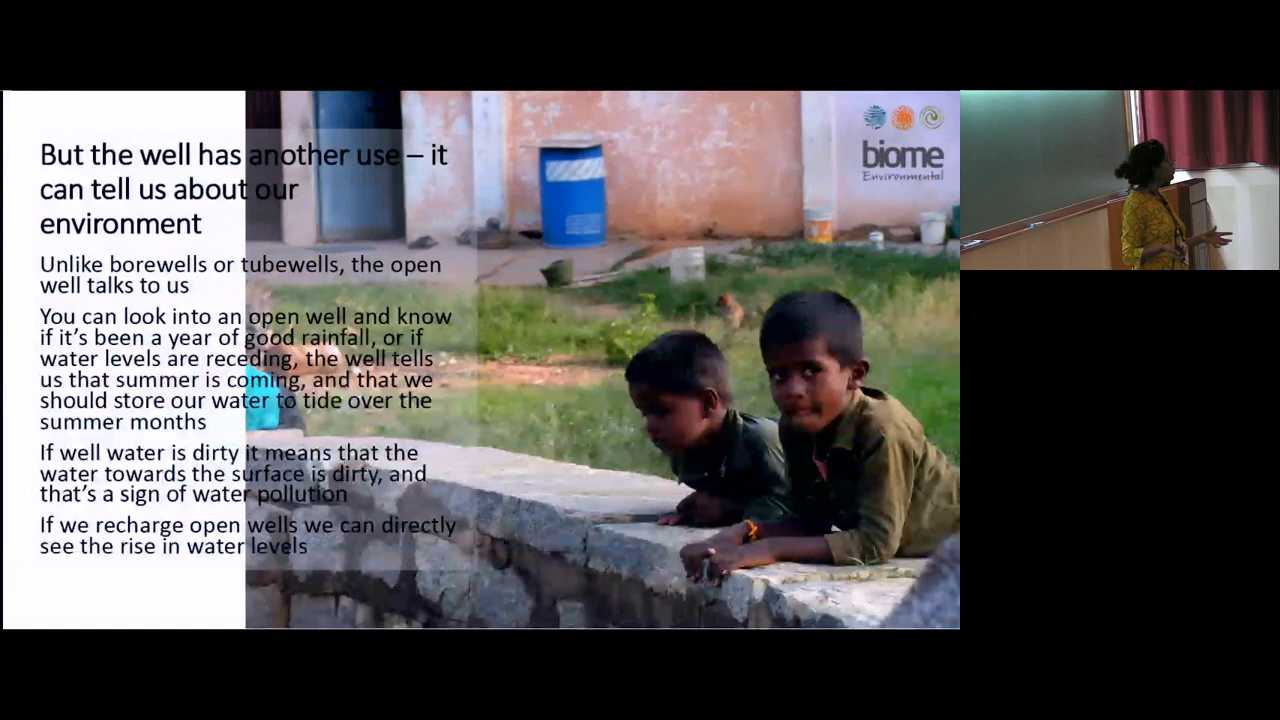 But the well has another use – it
can tell us about our
environment
Unlike borewells or tubewells, the open
well talks to us
You can look into an open well and know
if it's been a year of good rainfall, or if
water levels are receding, the well tells
us that summer is coming, and that we
should store our water to tide over the
summer months
If well water is dirty it means that the
water towards the surface is dirty, and
that's a sign of water pollution
If we recharge open wells we can directly
see the rise in water levels
biome
Environmental